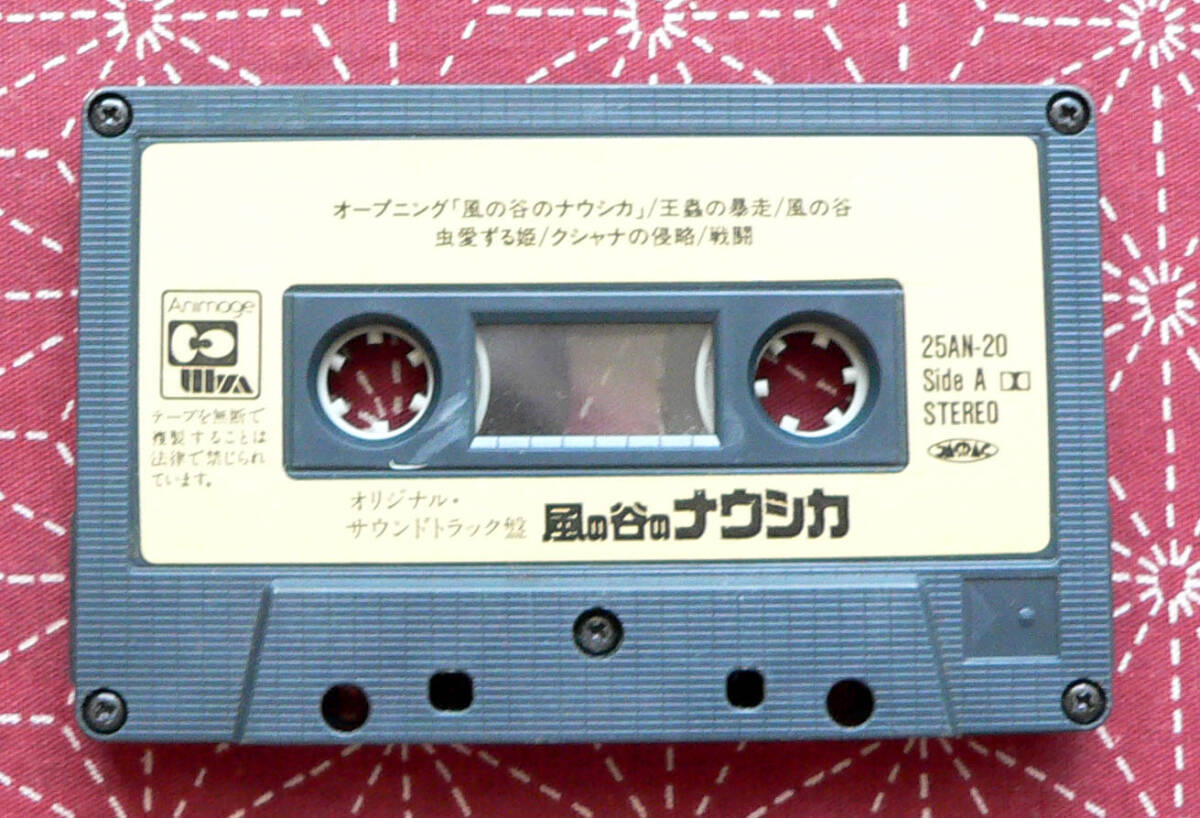 オープニング「風の谷のナウシカ」/王蟲の暴走/風の谷
虫愛ずる姫/クシャナの侵略/戦闘
Animage
テープを無断で
複製することは
法律で禁じられ
ています。
25AN-20
Side A
STEREO
オリジナル・
サウンドトラック盤
風の谷のナウシカ